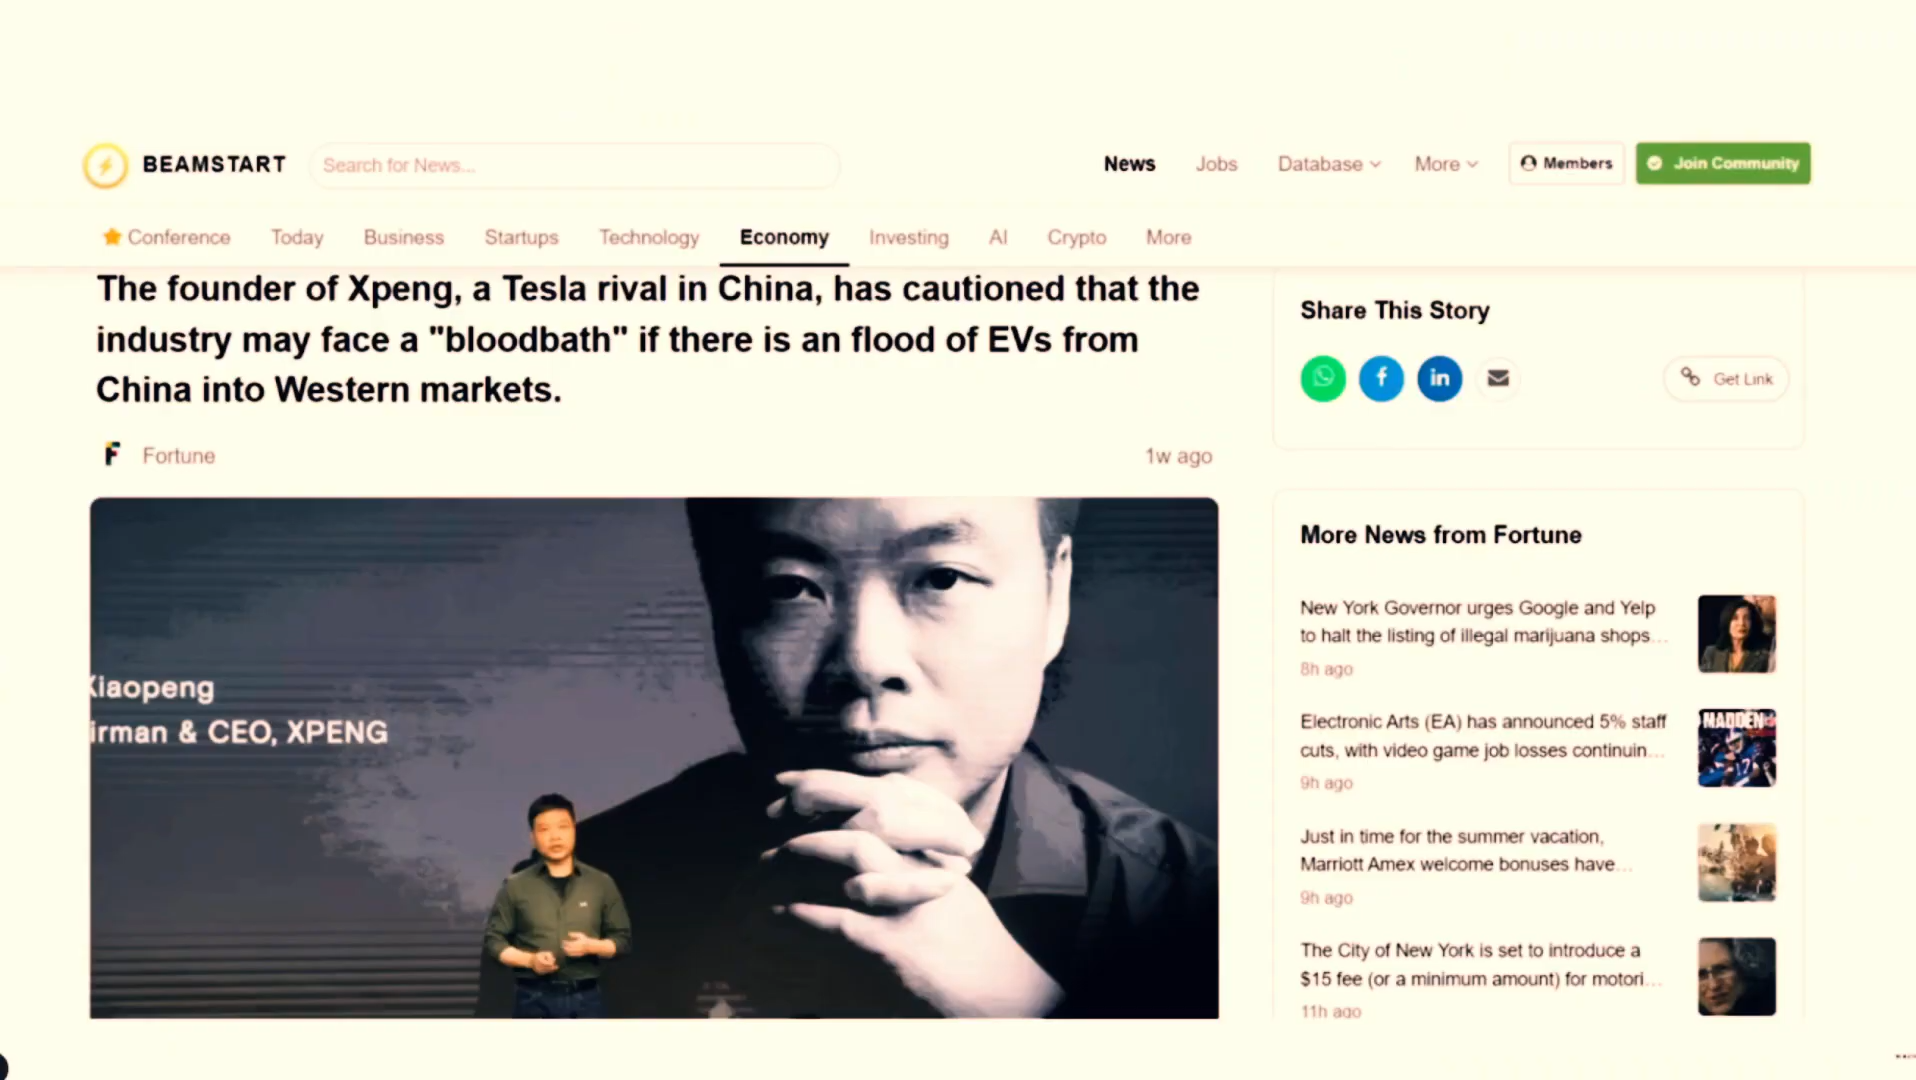 BEAMSTART
Search for News...
News
Jobs
Database
More
Members
Join Community
Conference
Today
Business
Startups
Technology
Economy
Investing
AI
Crypto
More
The founder of Xpeng, a Tesla rival in China, has cautioned that the
industry may face a "bloodbath" if there is an flood of EVs from
China into Western markets.
F
Fortune
1w ago
Xiaopeng
irman & CEO, XPENG
Share This Story
f
in
Get Link
More News from Fortune
New York Governor urges Google and Yelp
to halt the listing of illegal marijuana shops...
8h ago
Electronic Arts (EA) has announced 5% staff
cuts, with video game job losses continuin...
9h ago
MADDEN
17
Just in time for the summer vacation,
Marriott Amex welcome bonuses have...
9h ago
The City of New York is set to introduce a
$15 fee (or a minimum amount) for motori...
11h ago